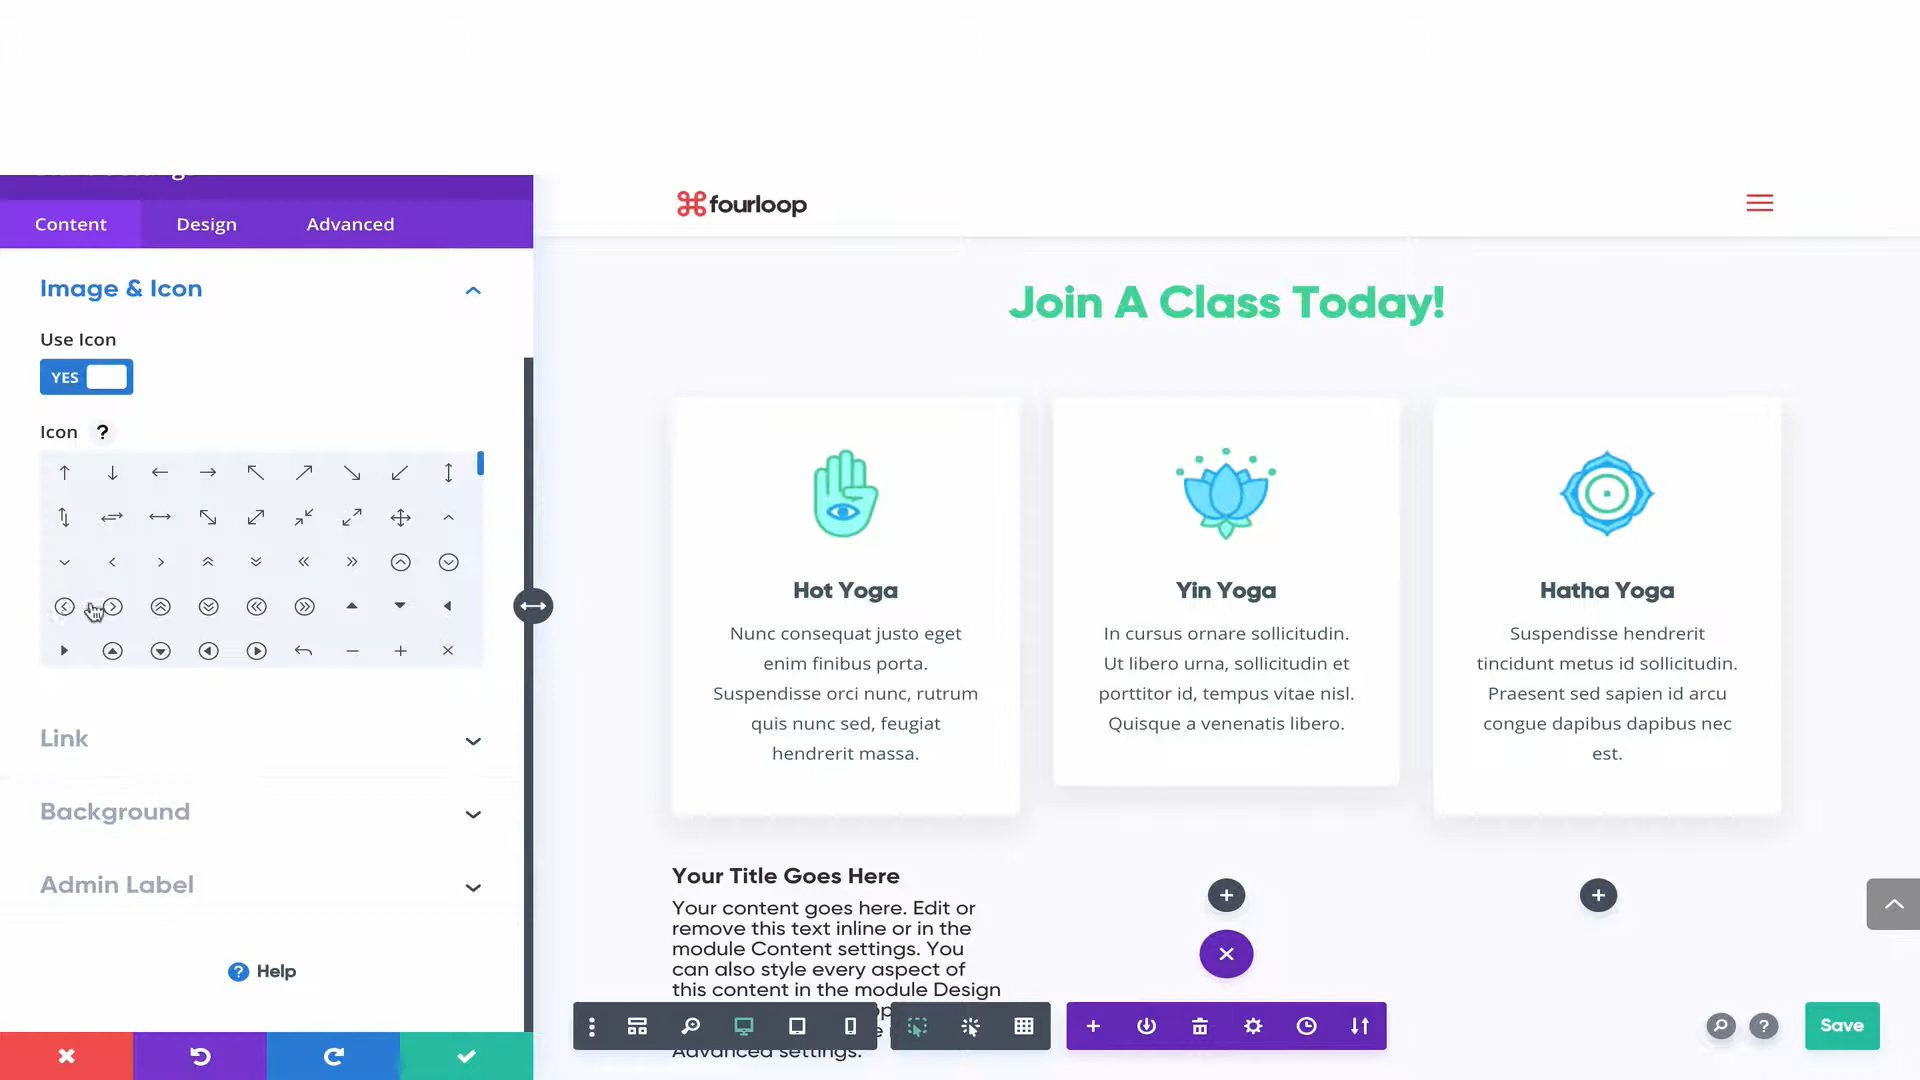 fourloop
Content
Design
Advanced
Image & Icon
Use Icon
YES
Icon ?
Link
Background
Admin Label
? Help
Join A Class Today!
Hot Yoga
Nunc consequat justo eget
enim finibus porta.
Suspendisse orci nunc, rutrum
quis nunc sed, feugiat
hendrerit massa.
Yin Yoga
In cursus ornare sollicitudin.
Ut libero urna, sollicitudin et
porttitor id, tempus vitae nisl.
Quisque a venenatis libero.
Hatha Yoga
Suspendisse hendrerit
tincidunt metus id sollicitudin.
Praesent sed sapien id arcu
congue dapibus dapibus nec
est.
Your Title Goes Here
Your content goes here. Edit or
remove this text inline or in the
module Content settings. You
can also style every aspect of
this content in the module Design
Advanced settings.
?
Save